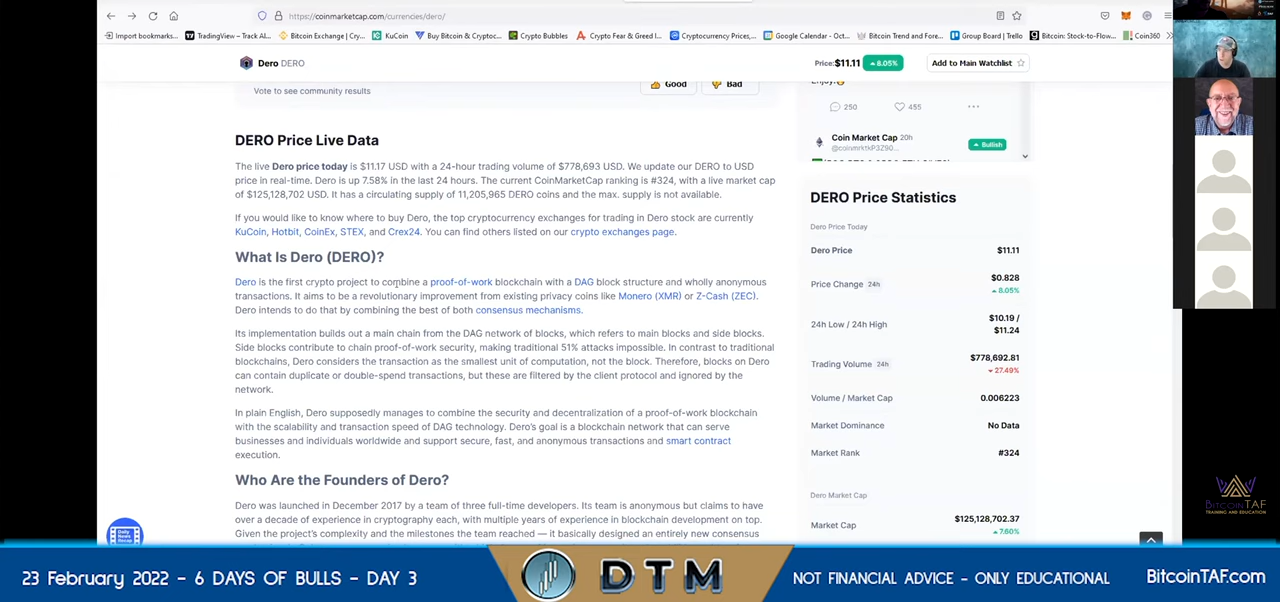 https://coinmarketcap.com/currencies/dero/
Import bookmarks...
TradingView – Track Al...
Bitcoin Exchange | Cry...
KuCoin
Buy Bitcoin & Cryptoc...
Crypto Bubbles
Crypto Fear & Greed I...
Cryptocurrency Prices,...
Google Calendar - Oct...
Bitcoin Trend and Fore...
Group Board | Trello
Bitcoin: Stock-to-Flow...
Coin360
Dero DERO
Price: $11.11
8.05%
Add to Main Watchlist
Vote to see community results
Good
Bad
250
455
Coin Market Cap 20h
Bullish
DERO Price Live Data
The live Dero price today is $11.17 USD with a 24-hour trading volume of $778,693 USD. We update our DERO to USD
price in real-time. Dero is up 7.58% in the last 24 hours. The current CoinMarketCap ranking is #324, with a live market cap
of $125,128,702 USD. It has a circulating supply of 11,205,965 DERO coins and the max. supply is not available.
If you would like to know where to buy Dero, the top cryptocurrency exchanges for trading in Dero stock are currently
KuCoin, Hotbit, CoinEx, STEX, and Crex24. You can find others listed on our crypto exchanges page.
What Is Dero (DERO)?
Dero is the first crypto project to combine a proof-of-work blockchain with a DAG block structure and wholly anonymous
transactions. It aims to be a revolutionary improvement from existing privacy coins like Monero (XMR) or Z-Cash (ZEC).
Dero intends to do that by combining the best of both consensus mechanisms.
Its implementation builds out a main chain from the DAG network of blocks, which refers to main blocks and side blocks.
Side blocks contribute to chain proof-of-work security, making traditional 51% attacks impossible. In contrast to traditional
blockchains, Dero considers the transaction as the smallest unit of computation, not the block. Therefore, blocks on Dero
can contain duplicate or double-spend transactions, but these are filtered by the client protocol and ignored by the
network.
In plain English, Dero supposedly manages to combine the security and decentralization of a proof-of-work blockchain
with the scalability and transaction speed of DAG technology. Dero's goal is a blockchain network that can serve
businesses and individuals worldwide and support secure, fast, and anonymous transactions and smart contract
execution.
Who Are the Founders of Dero?
Dero was launched in December 2017 by a team of three full-time developers. Its team is anonymous but claims to have
over a decade of experience in cryptography each, with multiple years of experience in blockchain development on top.
Given the project's complexity and the milestones the team reached — it basically designed an entirely new consensus
DERO Price Statistics
Dero Price Today
Dero Price
$11.11
Price Change 24h
$0.828
8.05%
24h Low / 24h High
$10.19 /
$11.24
Trading Volume 24h
$778,692.81
27.49%
Volume / Market Cap
0.006223
Market Dominance
No Data
Market Rank
#324
Dero Market Cap
Market Cap
$125,128,702.37
7.60%
BITCOINTAF
TRAINING AND EDUCATION
23 February 2022 - 6 DAYS OF BULLS - DAY 3
DTM
NOT FINANCIAL ADVICE - ONLY EDUCATIONAL
BitcoinTAF.com